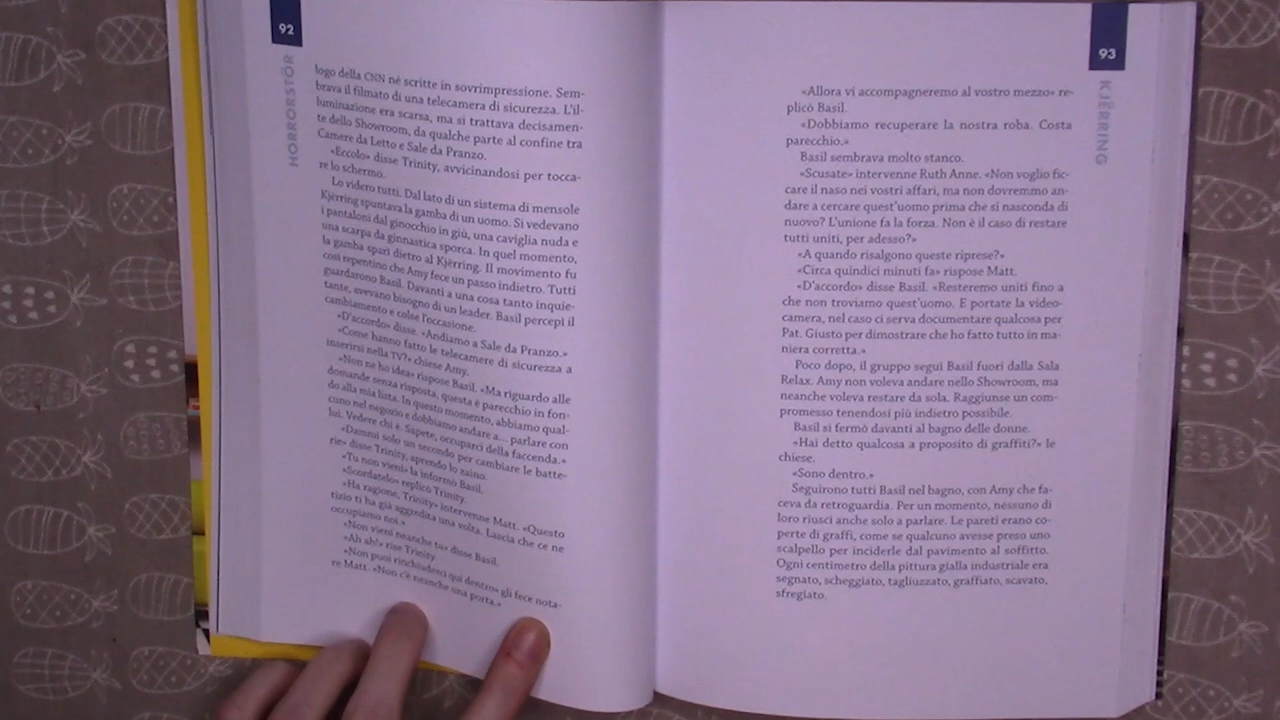 92
HORRORSTÖR
logo della CNN né scritte in sovrimpressione. Sem-
brava il filmato di una telecamera di sicurezza. L'il-
luminazione era scarsa, ma si trattava decisamen-
te dello Showroom, da qualche parte al confine tra
Camere da Letto e Sale da Pranzo.
«Eccolo» disse Trinity, avvicinandosi per tocca-
re lo schermo.
Lo videro tutti. Dal lato di un sistema di mensole
Kjërring spuntava la gamba di un uomo. Si vedevano
i pantaloni dal ginocchio in giù, una caviglia nuda e
una scarpa da ginnastica sporca. In quel momento,
la gamba sparì dietro al Kjërring. Il movimento fu
così repentino che Amy fece un passo indietro. Tutti
guardarono Basil. Davanti a una cosa tanto inquie-
tante, avevano bisogno di un leader. Basil percepì il
cambiamento e colse l'occasione.
«D'accordo» disse. «Andiamo a Sale da Pranzo.»
«Come hanno fatto le telecamere di sicurezza a
inserirsi nella TV?» chiese Amy.
«Non ne ho idea» rispose Basil. «Ma riguardo alle
domande senza risposta, questa è parecchio in fon-
do alla mia lista. In questo momento, abbiamo qual-
cuno nel negozio e dobbiamo andare a... parlare con
lui. Vedere chi è. Sapete, occuparci della faccenda.»
«Dammi solo un secondo per cambiare le batte-
rie» disse Trinity, aprendo lo zaino.
«Tu non vieni» la informò Basil.
«Scordatelo» replicò Trinity.
«Ha ragione, Trinity» intervenne Matt. «Questo
tizio ti ha già aggredita una volta. Lascia che ce ne
occupiamo noi.»
«Non vieni neanche tu» disse Basil.
«Ah ah!» rise Trinity.
«Non puoi rinchiuderci qui dentro» gli fece nota-
re Matt. «Non c'è neanche una porta.»
93
KJËRRING
«Allora vi accompagneremo al vostro mezzo» re-
plicò Basil.
«Dobbiamo recuperare la nostra roba. Costa
parecchio.»
Basil sembrava molto stanco.
«Scusate» intervenne Ruth Anne. «Non voglio fic-
care il naso nei vostri affari, ma non dovremmo an-
dare a cercare quest'uomo prima che si nasconda di
nuovo? L'unione fa la forza. Non è il caso di restare
tutti uniti, per adesso?»
«A quando risalgono queste riprese?»
«Circa quindici minuti fa» rispose Matt.
«D'accordo» disse Basil. «Resteremo uniti fino a
che non troviamo quest'uomo. E portate la video-
camera, nel caso ci serva documentare qualcosa per
Pat. Giusto per dimostrare che ho fatto tutto in ma-
niera corretta.»
Poco dopo, il gruppo seguì Basil fuori dalla Sala
Relax. Amy non voleva andare nello Showroom, ma
neanche voleva restare da sola. Raggiunse un com-
promesso tenendosi più indietro possibile.
Basil si fermò davanti al bagno delle donne.
«Hai detto qualcosa a proposito di graffiti?» le
chiese.
«Sono dentro.»
Seguirono tutti Basil nel bagno, con Amy che fa-
ceva da retroguardia. Per un momento, nessuno di
loro riuscì anche solo a parlare. Le pareti erano co-
perte di graffi, come se qualcuno avesse preso uno
scalpello per inciderle dal pavimento al soffitto.
Ogni centimetro della pittura gialla industriale era
segnato, scheggiato, tagliuzzato, graffiato, scavato,
sfregiato.